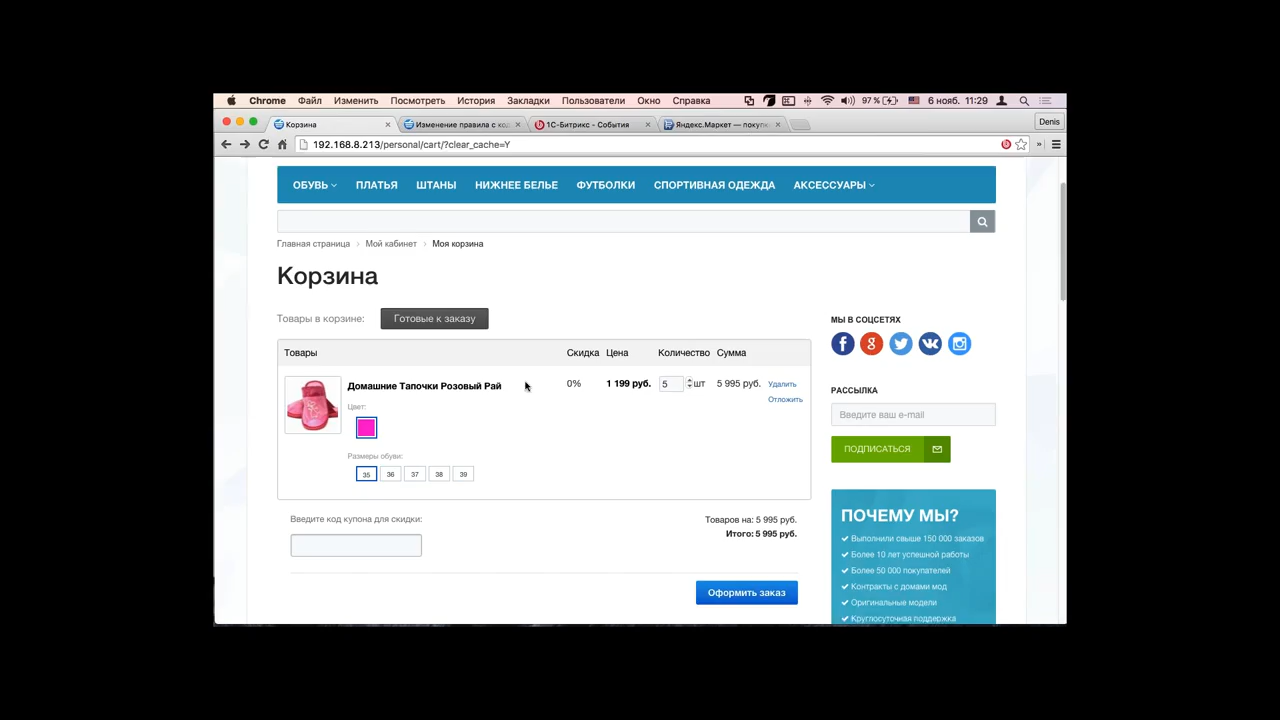 Chrome Файл Изменить Посмотреть История Закладки Пользователи Окно Справка 97 % 6 нояб. 11:29
Корзина Изменение правила с код 1С-Битрикс - События Яндекс.Маркет — покупк Denis
192.168.8.213/personal/cart/?clear_cache=Y
ОБУВЬ ПЛАТЬЯ ШТАНЫ НИЖНЕЕ БЕЛЬЕ ФУТБОЛКИ СПОРТИВНАЯ ОДЕЖДА АКСЕССУАРЫ
Главная страница Мой кабинет Моя корзина
Корзина
Товары в корзине: Готовые к заказу
Товары Скидка Цена Количество Сумма
Домашние Тапочки Розовый Рай 0% 1 199 руб. 5 шт 5 995 руб. Удалить
Отложить
Цвет:
Размеры обуви:
35 36 37 38 39
Введите код купона для скидки:
Товаров на: 5 995 руб.
Итого: 5 995 руб.
Оформить заказ
МЫ В СОЦСЕТЯХ
РАССЫЛКА
Введите ваш e-mail
ПОДПИСАТЬСЯ
ПОЧЕМУ МЫ?
Выполнили свыше 150 000 заказов
Более 10 лет успешной работы
Более 50 000 покупателей
Контракты с домами мод
Оригинальные модели
Круглосуточная поддержка